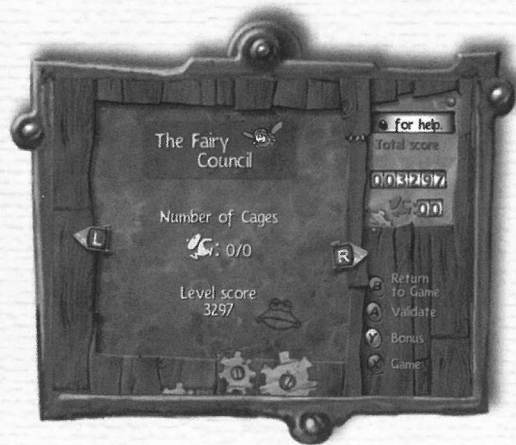 The Fairy
Council
Number of Cages
: 0/0
Level score
3297
L
R
for help.
Total score
003297
:00
B Return
to Game
A Validate
Y Bonus
X Game